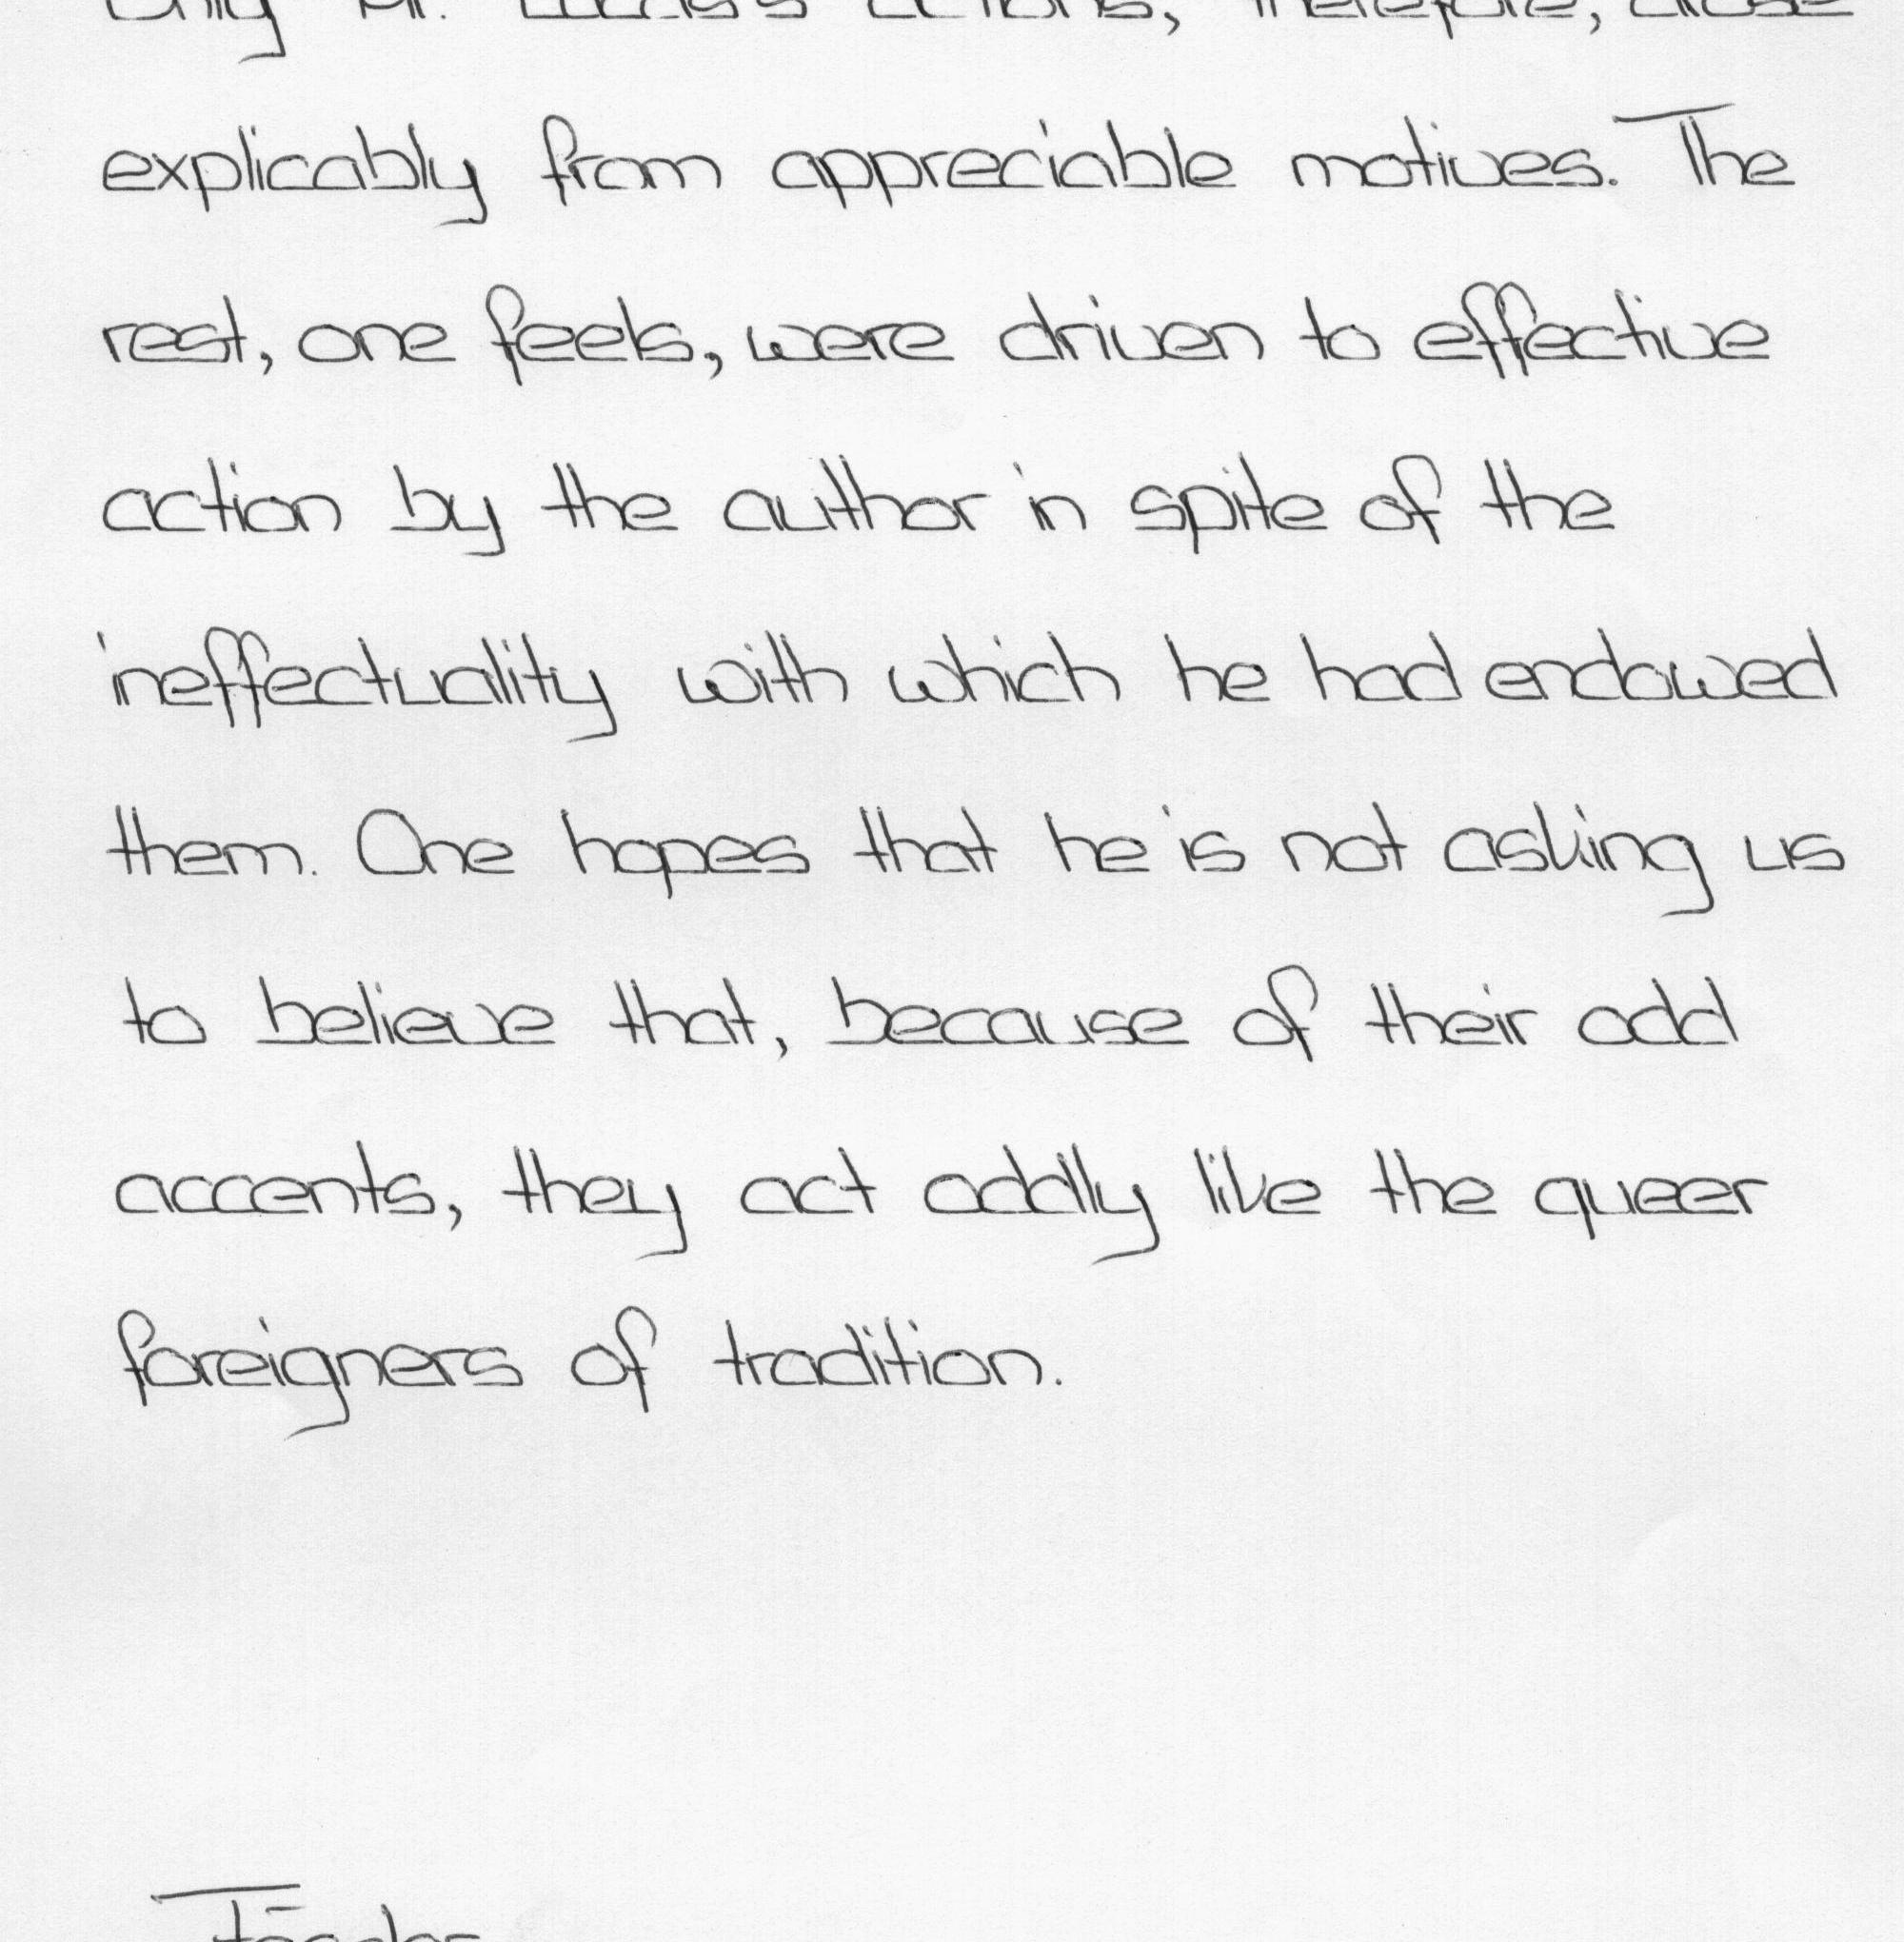 Only Mr. Lucas's actions, therefore, arose
explicably from appreciable motives. The
rest, one feels, were driven to effective
action by the author in spite of the
ineffectuality with which he had endowed
them. One hopes that he is not asking us
to believe that, because of their odd
accents, they act oddly like the queer
foreigners of tradition.